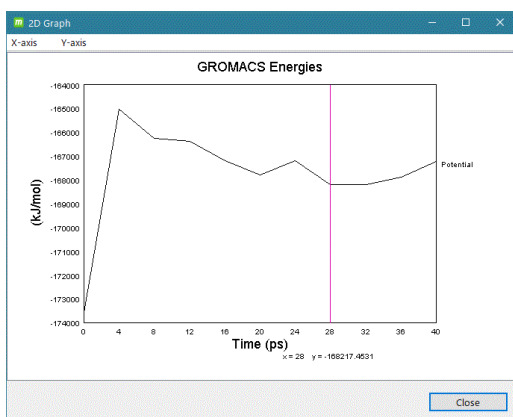 2D Graph
X-axis Y-axis
GROMACS Energies
-164000
-165000
-166000
-167000
-168000
-169000
-170000
-171000
-172000
-173000
-174000
(kJ/mol)
Potential
0 4 8 12 16 20 24 28 32 36 40
Time (ps)
x = 28 y = -168217.4531
Close